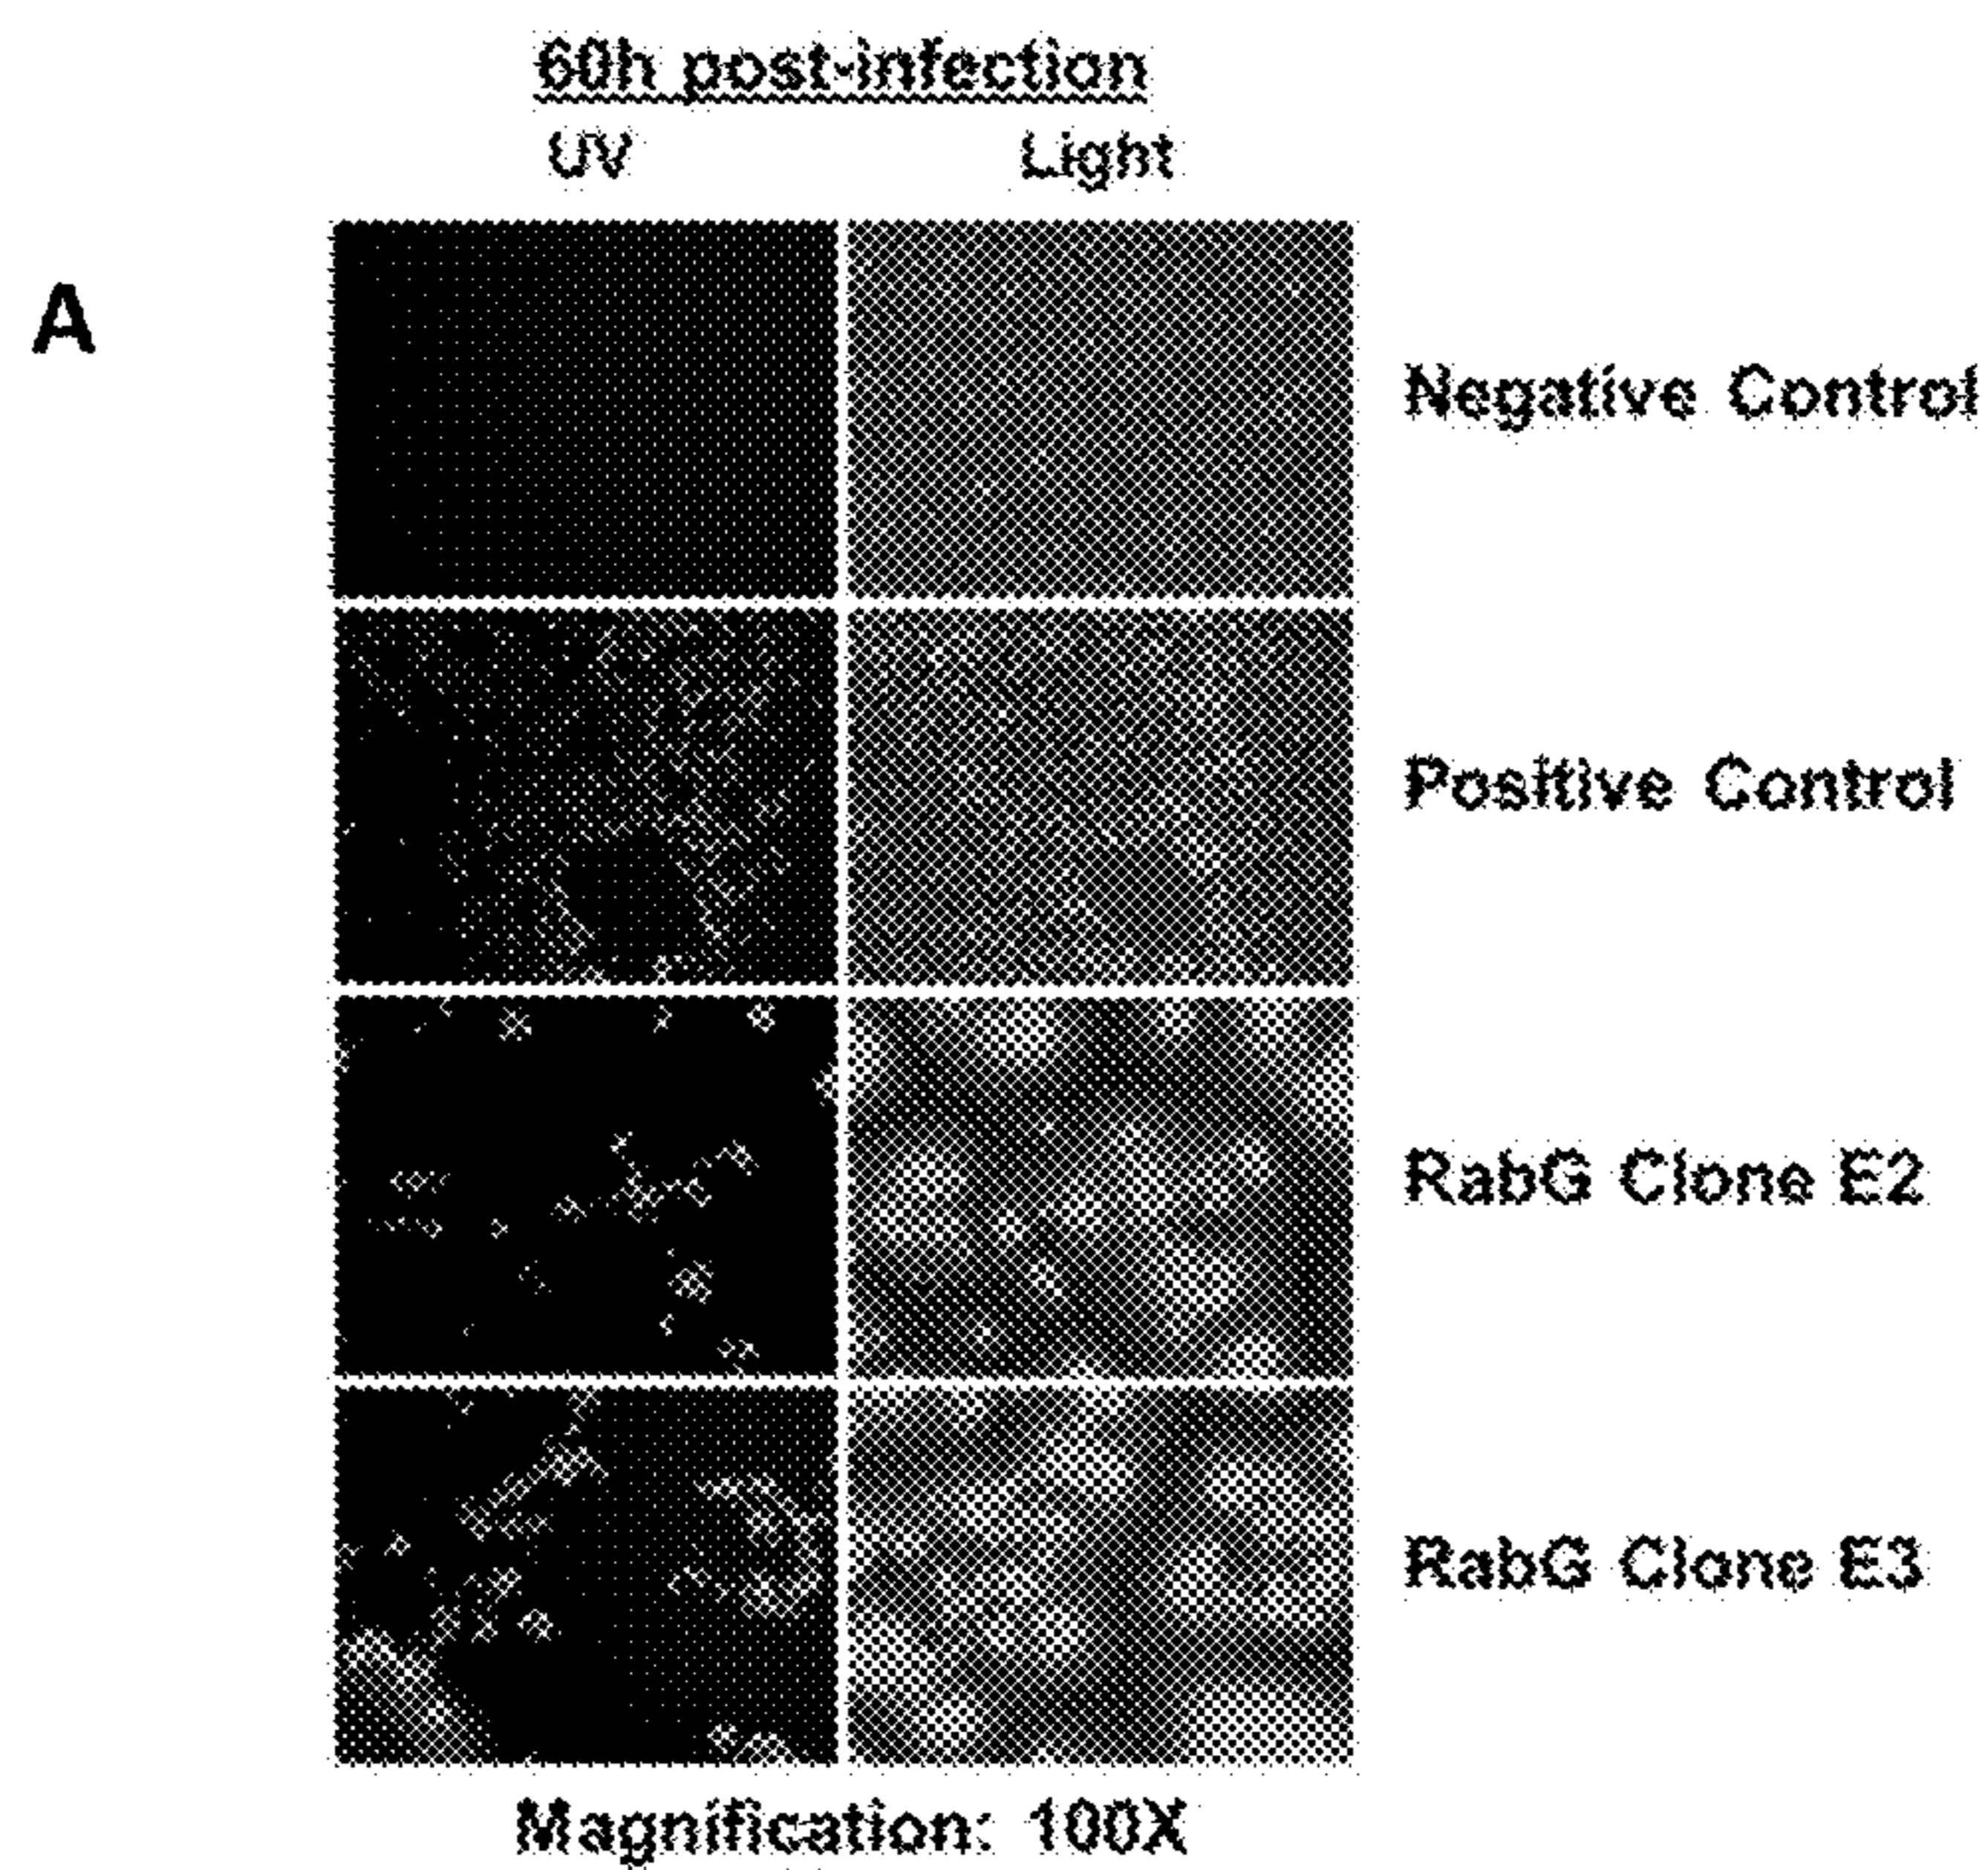 60h post-infection
UV Light
A
Negative Control
Positive Control
RabG Clone E2
RabG Clone E3
Magnification: 100X